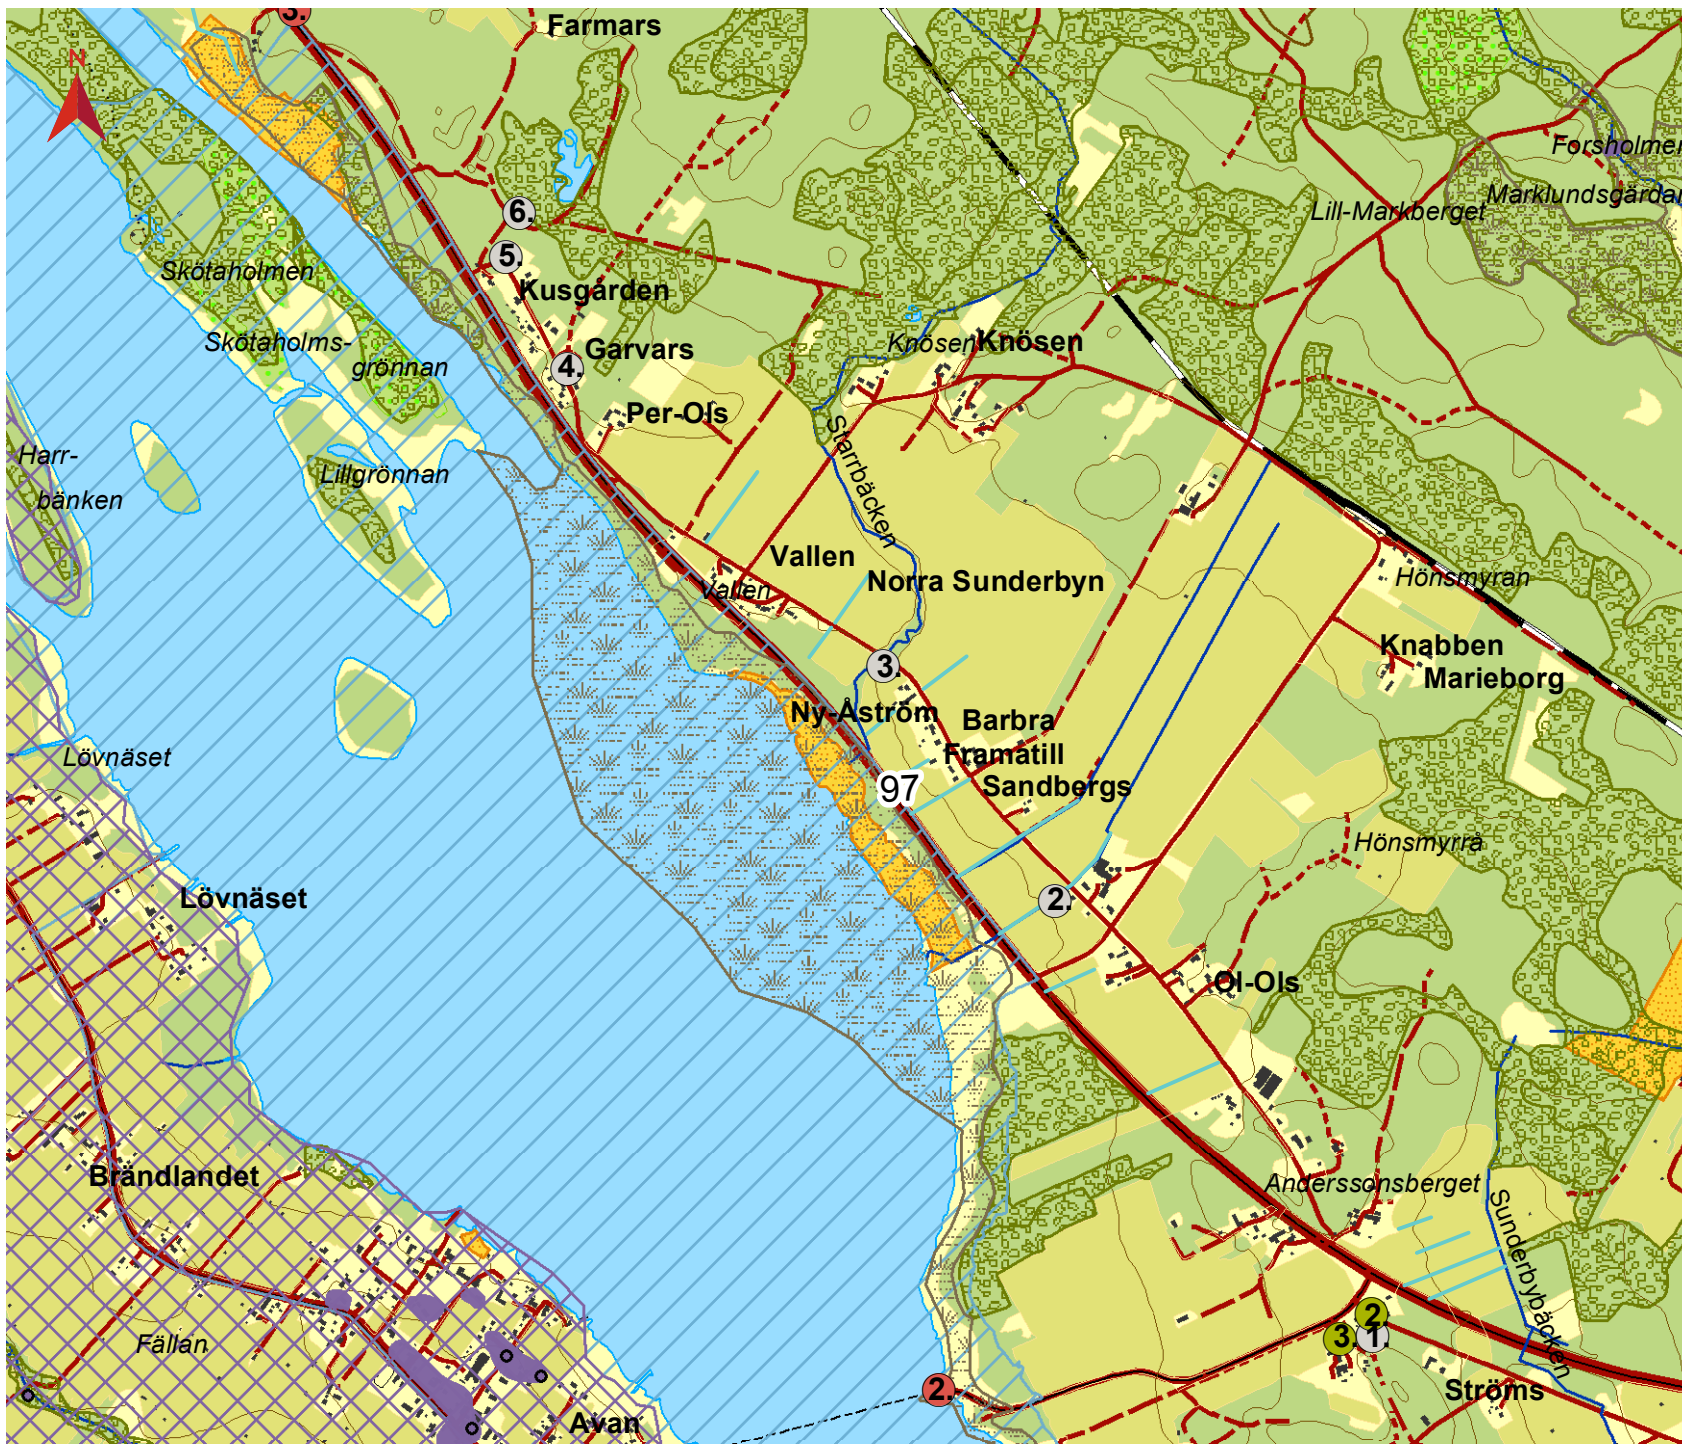 3.
Farmars
N
Forsholmen
Marklundsgärdan
Lill-Markberget
6.
5.
Skötaholmen
Kusgården
Skötaholms-
grönnan
Garvars
Knösen
Knösen
4.
Per-Ols
Starrbäcken
Harr-
bänken
Lillgrönnan
Vallen
Vallen
Norra Sunderbyn
Hönsmyran
Knabben
Marieborg
3.
Ny-Åström
Barbra
Framatill
Sandbergs
97
Lövnäset
Hönsmyrrå
Lövnäset
2.
Ol-Ols
Brändlandet
Anderssonsberget
Sunderbybäcken
2.
3.
1.
Fällan
2.
Ströms
Avan